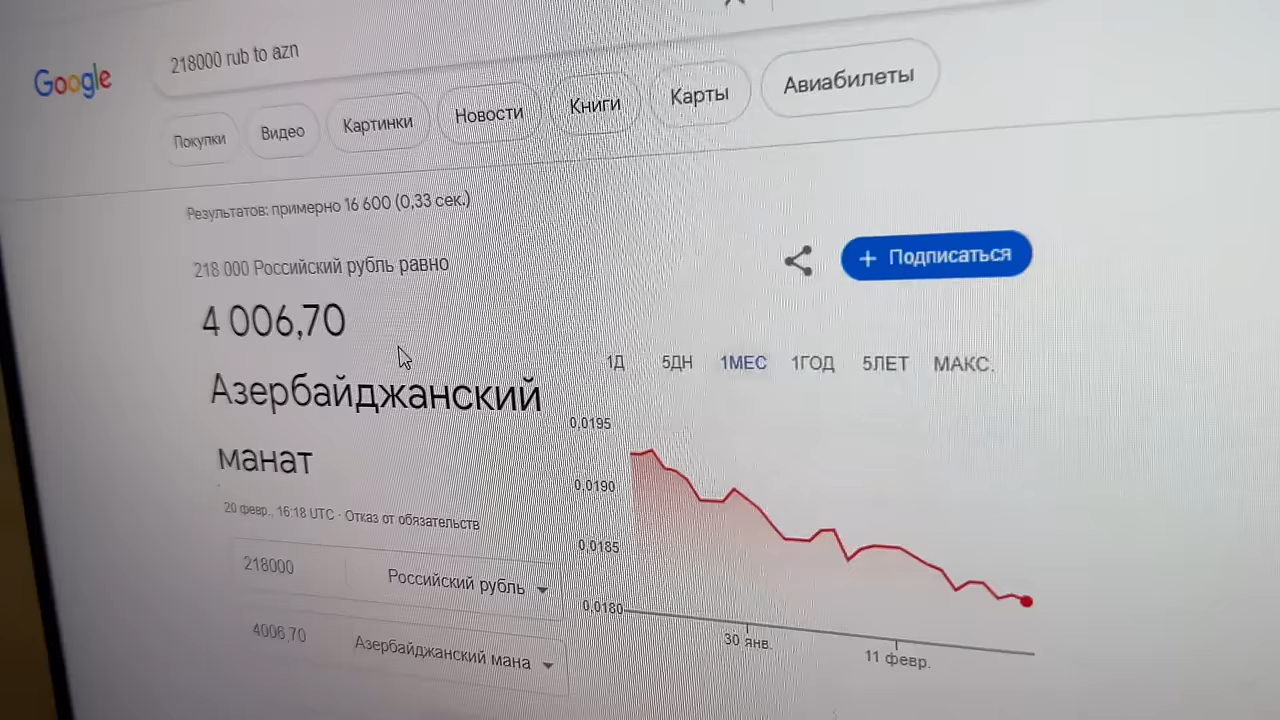 Google
218000 rub to azn
Покупки Видео Картинки Новости Книги Карты Авиабилеты
Результатов: примерно 16 600 (0,33 сек.)
218 000 Российский рубль равно
4 006,70
Азербайджанский
манат
20 февр., 16:18 UTC · Отказ от обязательств
218000 Российский рубль
4006,70 Азербайджанский мана
+ Подписаться
1Д 5ДН 1МЕС 1ГОД 5ЛЕТ МАКС.
0,0195
0,0190
0,0185
0,0180
30 янв. 11 февр.